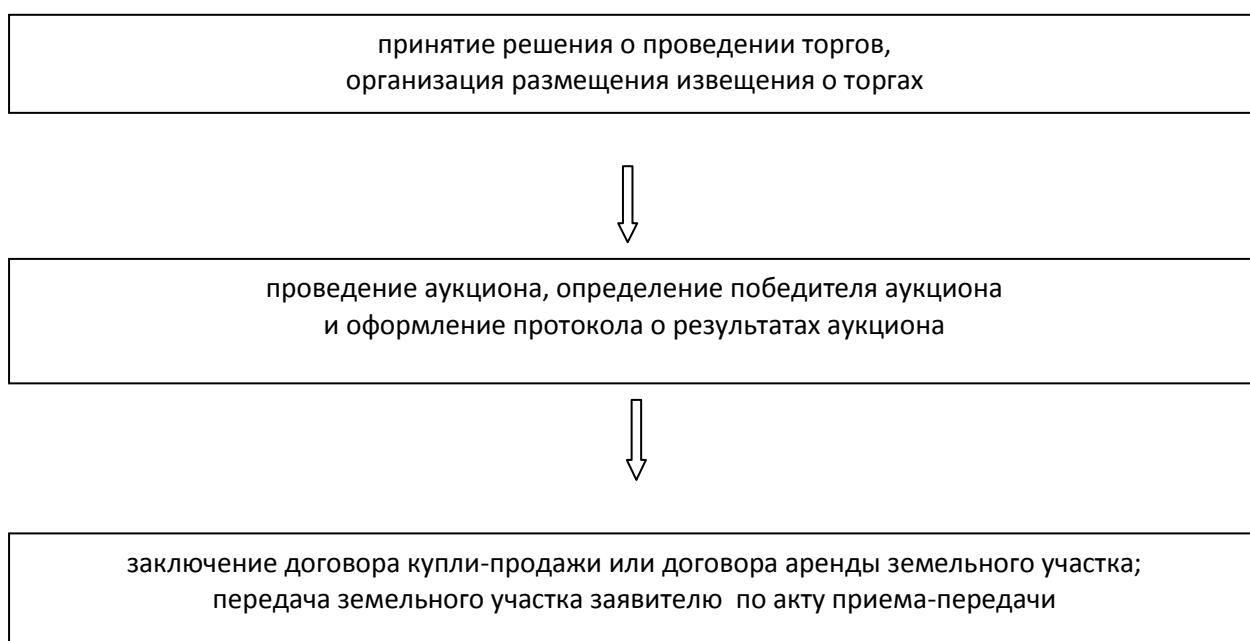 принятие решения о проведении торгов,
организация размещения извещения о торгах
проведение аукциона, определение победителя аукциона
и оформление протокола о результатах аукциона
заключение договора купли-продажи или договора аренды земельного участка;
передача земельного участка заявителю по акту приема-передачи